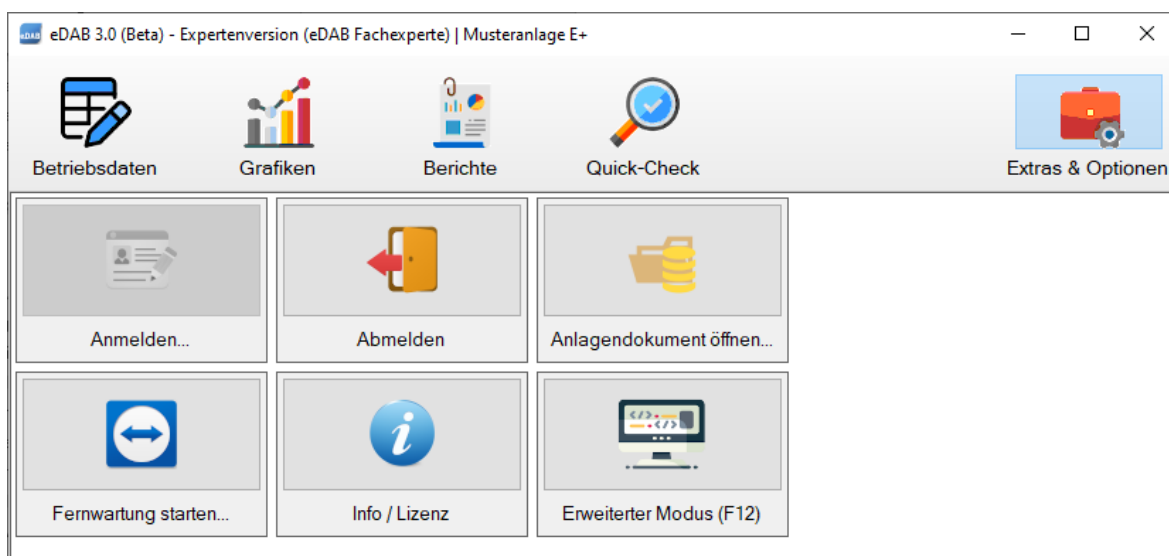 eDAB eDAB 3.0 (Beta) - Expertenversion (eDAB Fachexperte) | Musteranlage E+
Betriebsdaten Grafiken Berichte Quick-Check Extras & Optionen
Anmelden... Abmelden Anlagendokument öffnen...
Fernwartung starten... Info / Lizenz Erweiterter Modus (F12)